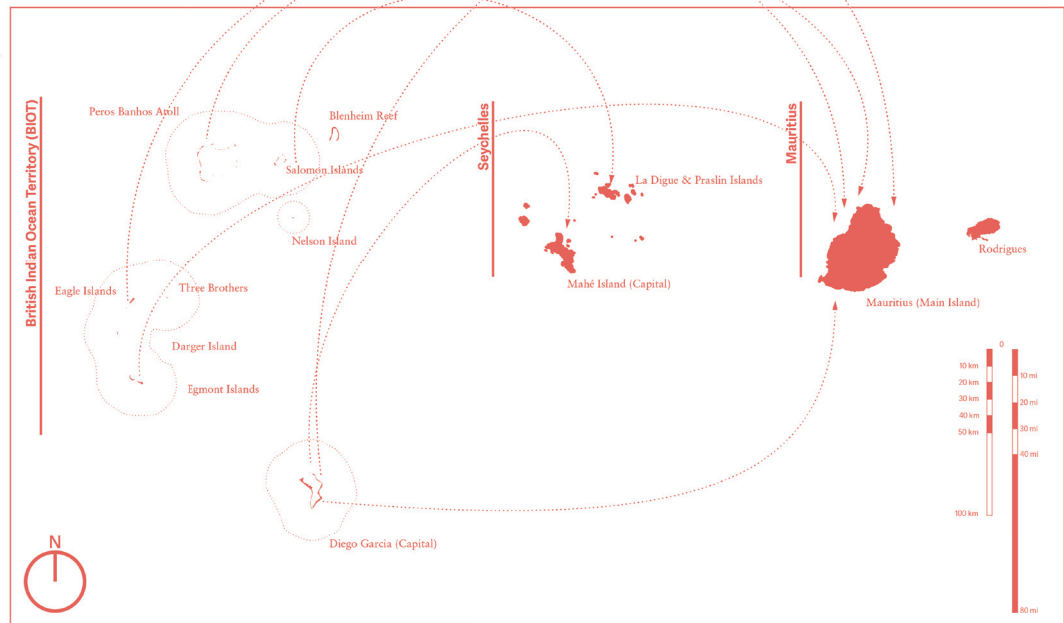 British Indian Ocean Territory (BIOT)
Peros Banhos Atoll
Blenheim Reef
Salomon Islands
Nelson Island
Eagle Islands
Three Brothers
Darger Island
Egmont Islands
Diego Garcia (Capital)
Seychelles
La Digue & Praslin Islands
Mahé Island (Capital)
Mauritius
Mauritius (Main Island)
Rodrigues
0
10 km
20 km
30 km
40 km
50 km
100 km
10 mi
20 mi
30 mi
40 mi
80 mi
N